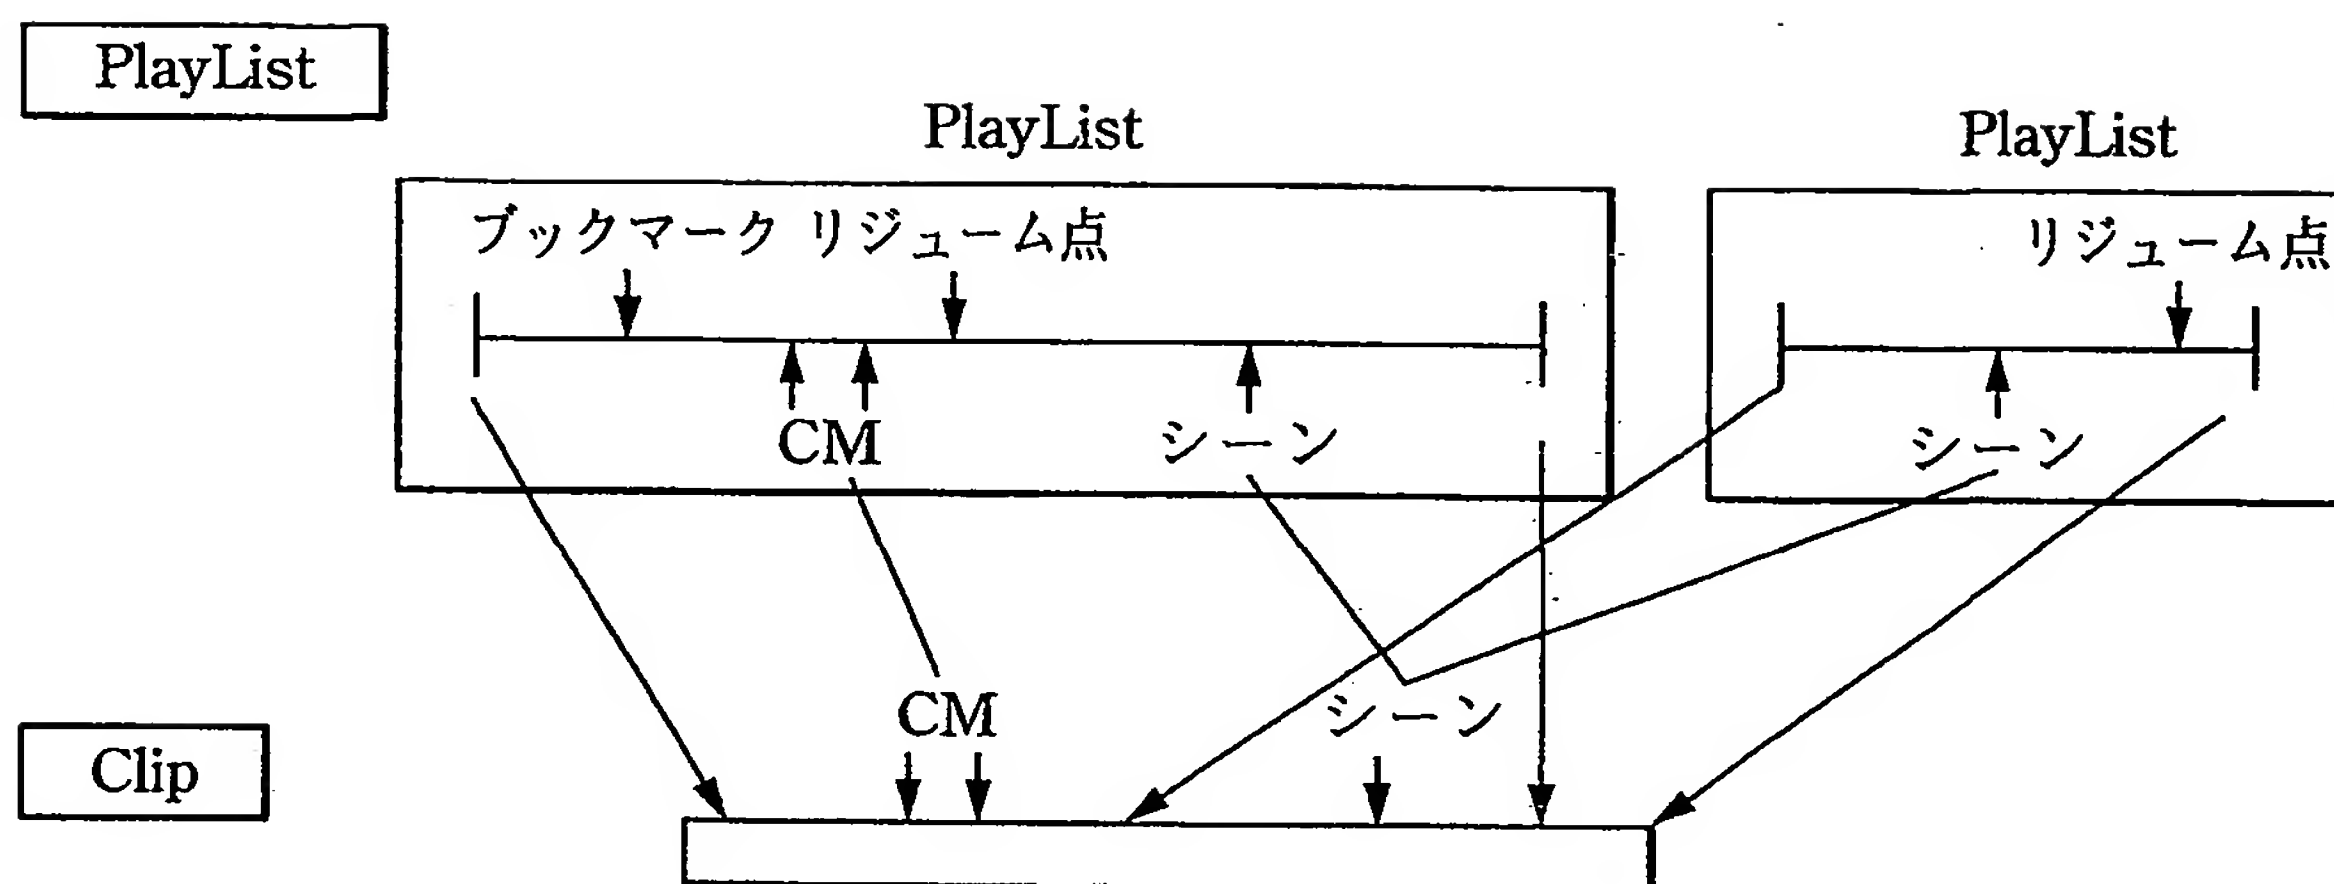 PlayList
PlayList
PlayList
ブックマーク リジューム点
リジューム点
CM
シーン
シーン
CM
シーン
Clip